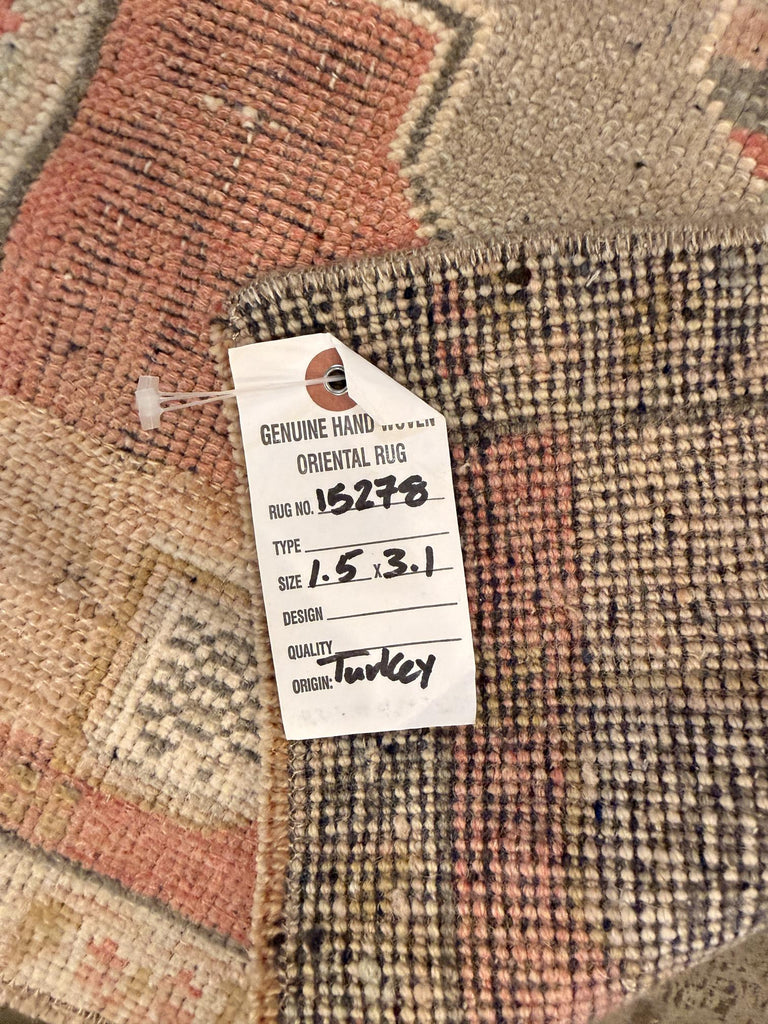 GENUINE HAND WOVEN
ORIENTAL RUG
RUG NO. 15278
TYPE
SIZE 1.5 x 3.1
DESIGN
QUALITY
ORIGIN: Turkey